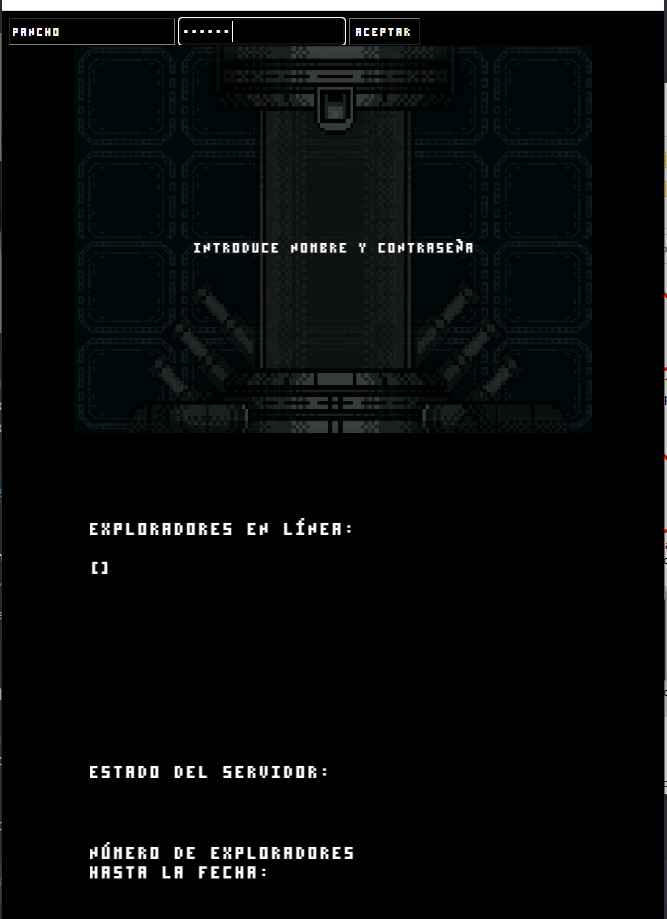 PANCHO
••••••
ACEPTAR
INTRODUCE NOMBRE Y CONTRASEÑA
EXPLORADORES EN LÍNEA:
[]
ESTADO DEL SERVIDOR:
NÚMERO DE EXPLORADORES
HASTA LA FECHA: